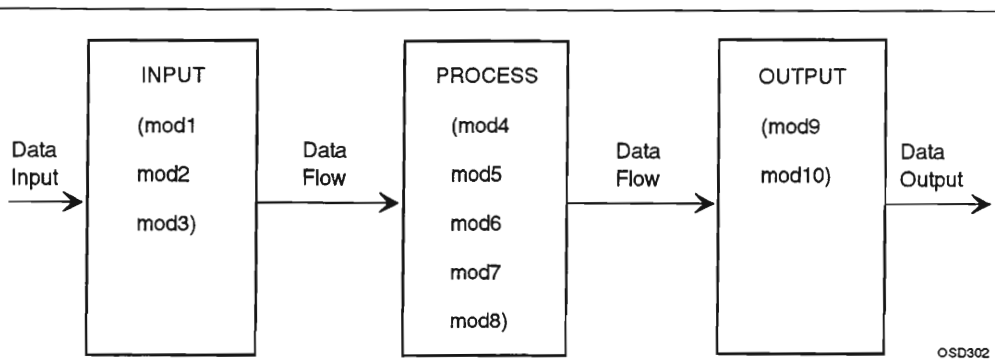 Data
Input
INPUT
(mod1
mod2
mod3)
Data
Flow
PROCESS
(mod4
mod5
mod6
mod7
mod8)
Data
Flow
OUTPUT
(mod9
mod10)
Data
Output
OSD302